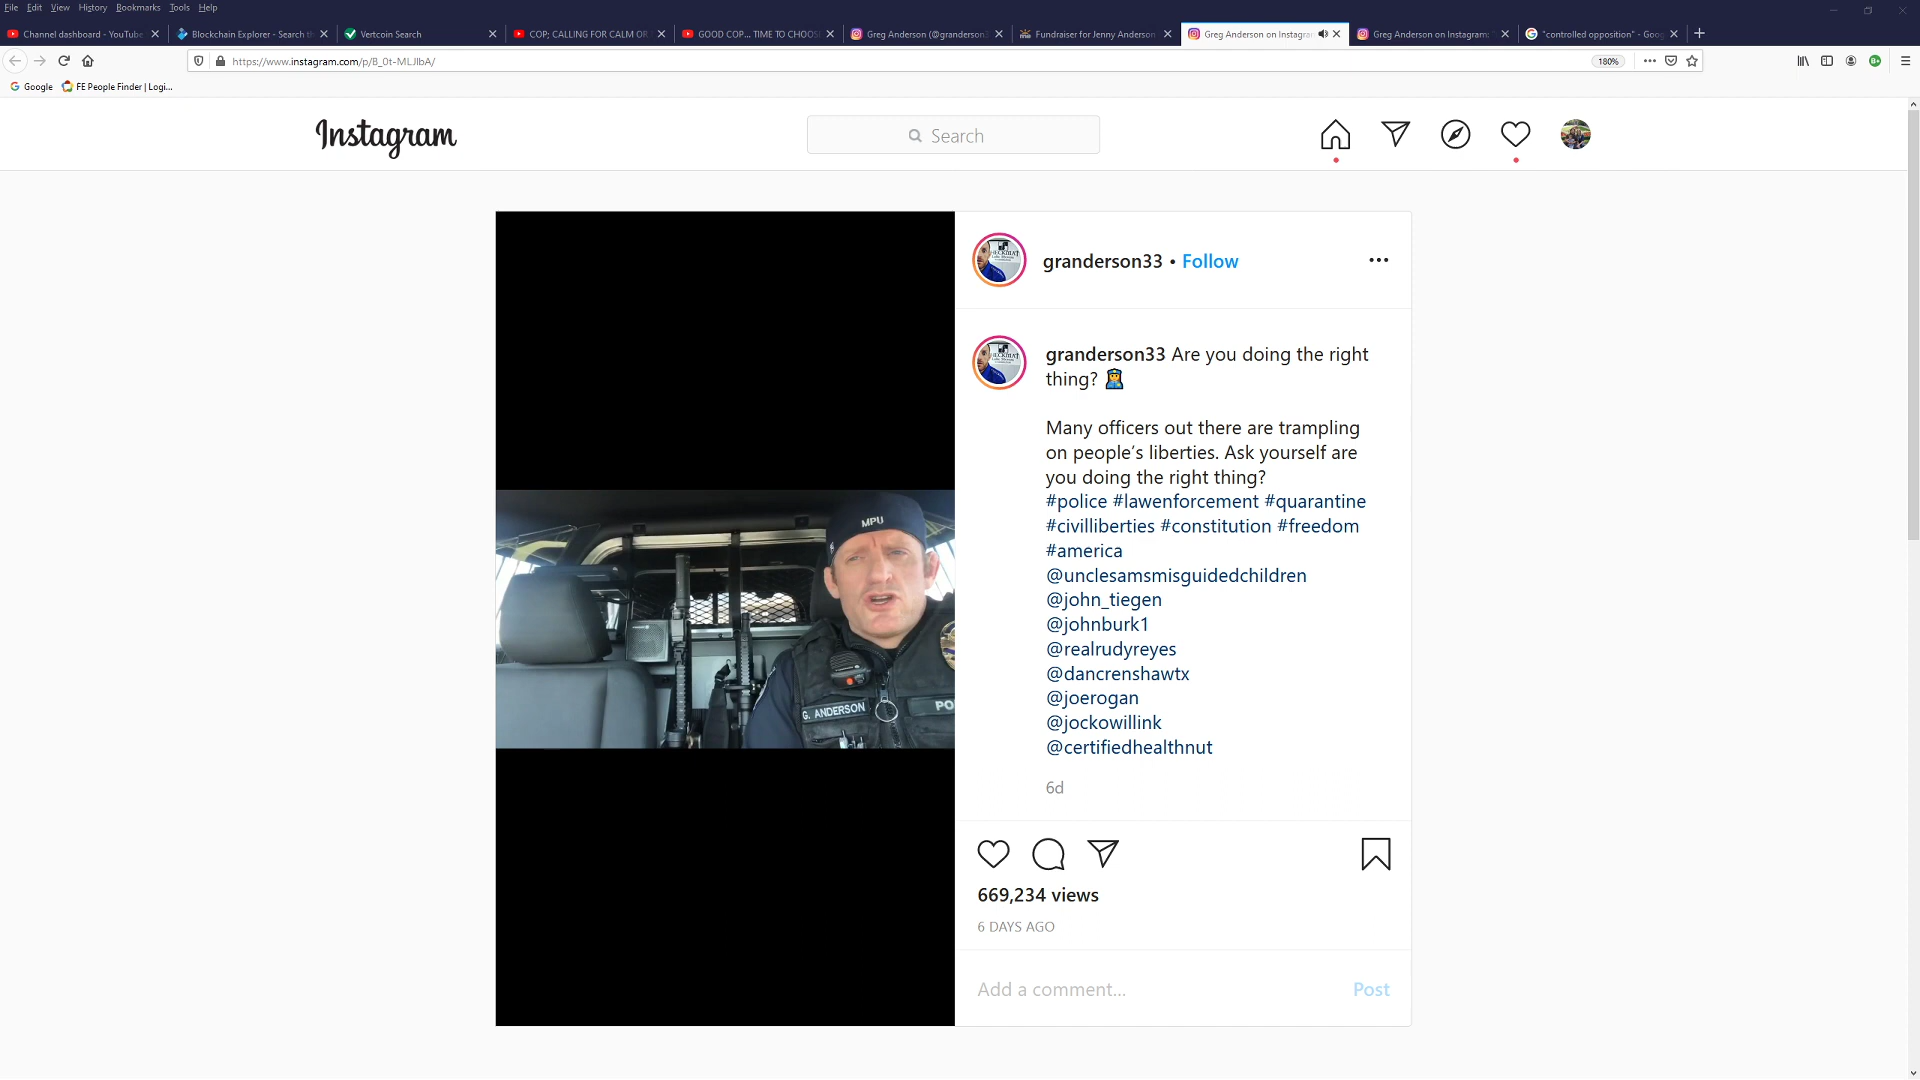 File Edit View History Bookmarks Tools Help
Channel dashboard - YouTube
Blockchain Explorer - Search th
Vertcoin Search
COP; CALLING FOR CALM OR
GOOD COP... TIME TO CHOOS
Greg Anderson (@granderson3
Fundraiser for Jenny Anderson
Greg Anderson on Instagram
Greg Anderson on Instagram: "
"controlled opposition" - Goog
https://www.instagram.com/p/B_0t-MLJlbA/
180%
Google
FE People Finder | Logi...
Instagram
Search
granderson33 • Follow
granderson33 Are you doing the right
thing?
Many officers out there are trampling
on people's liberties. Ask yourself are
you doing the right thing?
#police #lawenforcement #quarantine
#civilliberties #constitution #freedom
#america
@unclesamsmisguidedchildren
@john_tiegen
@johnburk1
@realrudyreyes
@dancrenshawtx
@joerogan
@jockowillink
@certifiedhealthnut
6d
669,234 views
6 DAYS AGO
Add a comment...
Post
MPU
G. ANDERSON
PO